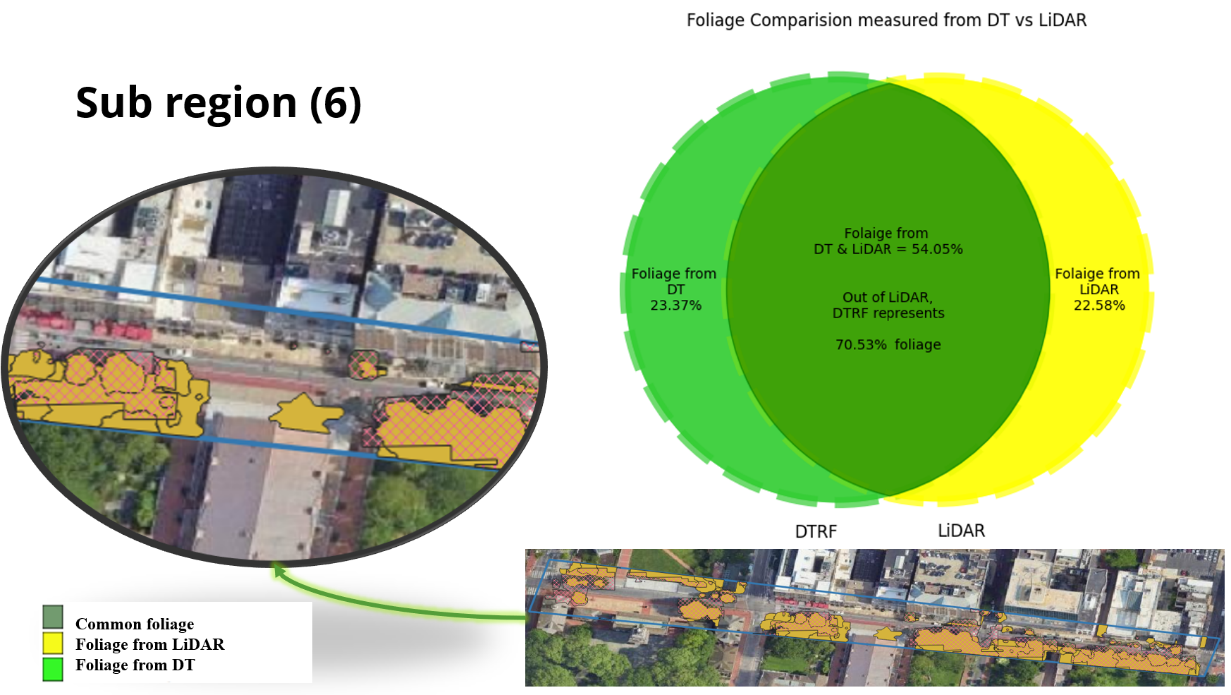 Foliage Comparision measured from DT vs LiDAR
Sub region (6)
Folaige from
DT & LiDAR = 54.05%
Foliage from
DT
23.37%
Out of LiDAR,
DTRF represents
70.53% foliage
Folaige from
LiDAR
22.58%
DTRF
LiDAR
Common foliage
Foliage from LiDAR
Foliage from DT